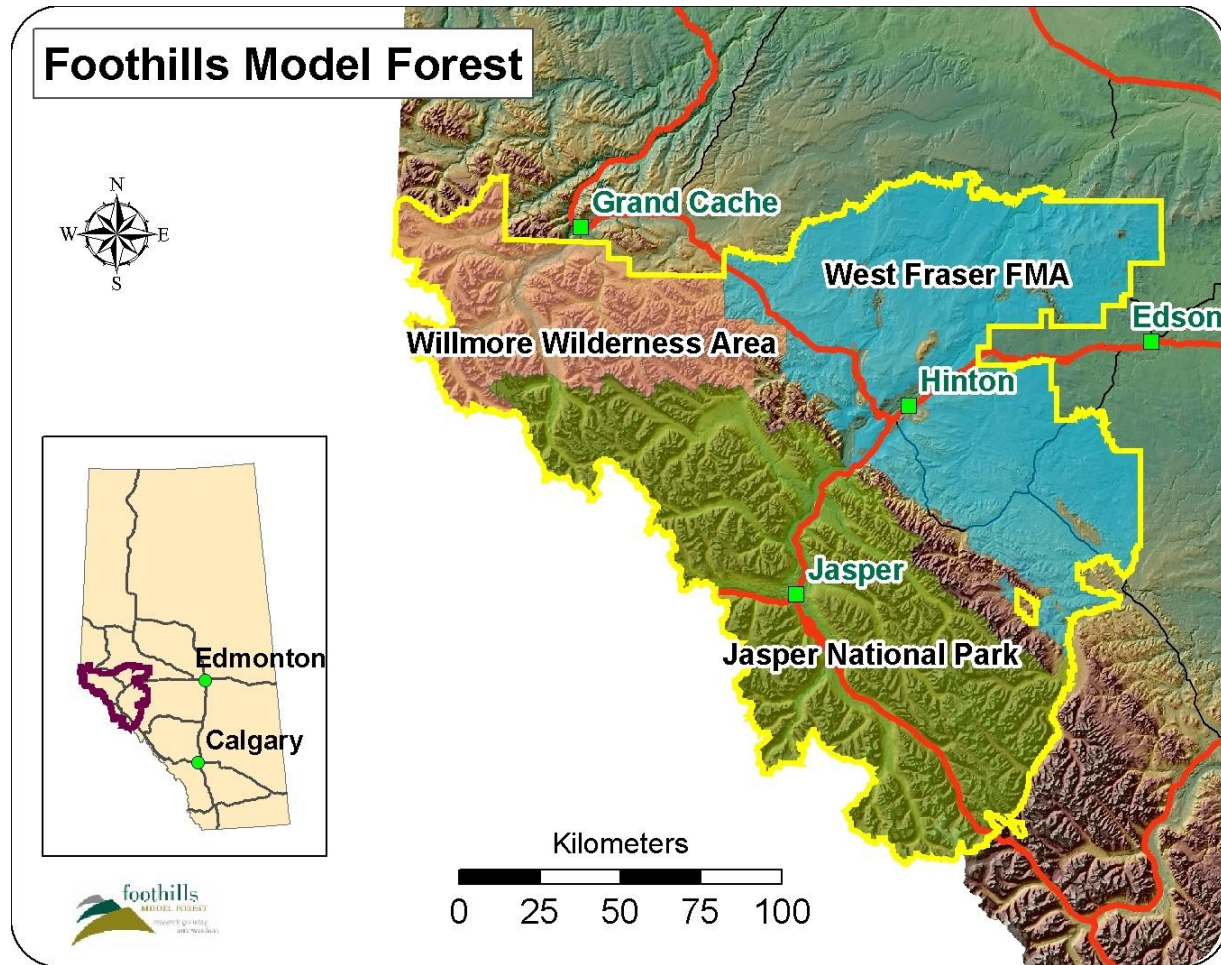 Foothills Model Forest
N
W
E
S
Grand Cache
West Fraser FMA
Edson
Willmore Wilderness Area
Hinton
Jasper
Jasper National Park
Edmonton
Calgary
Kilometers
0 25 50 75 100
foothills
MODEL FOREST